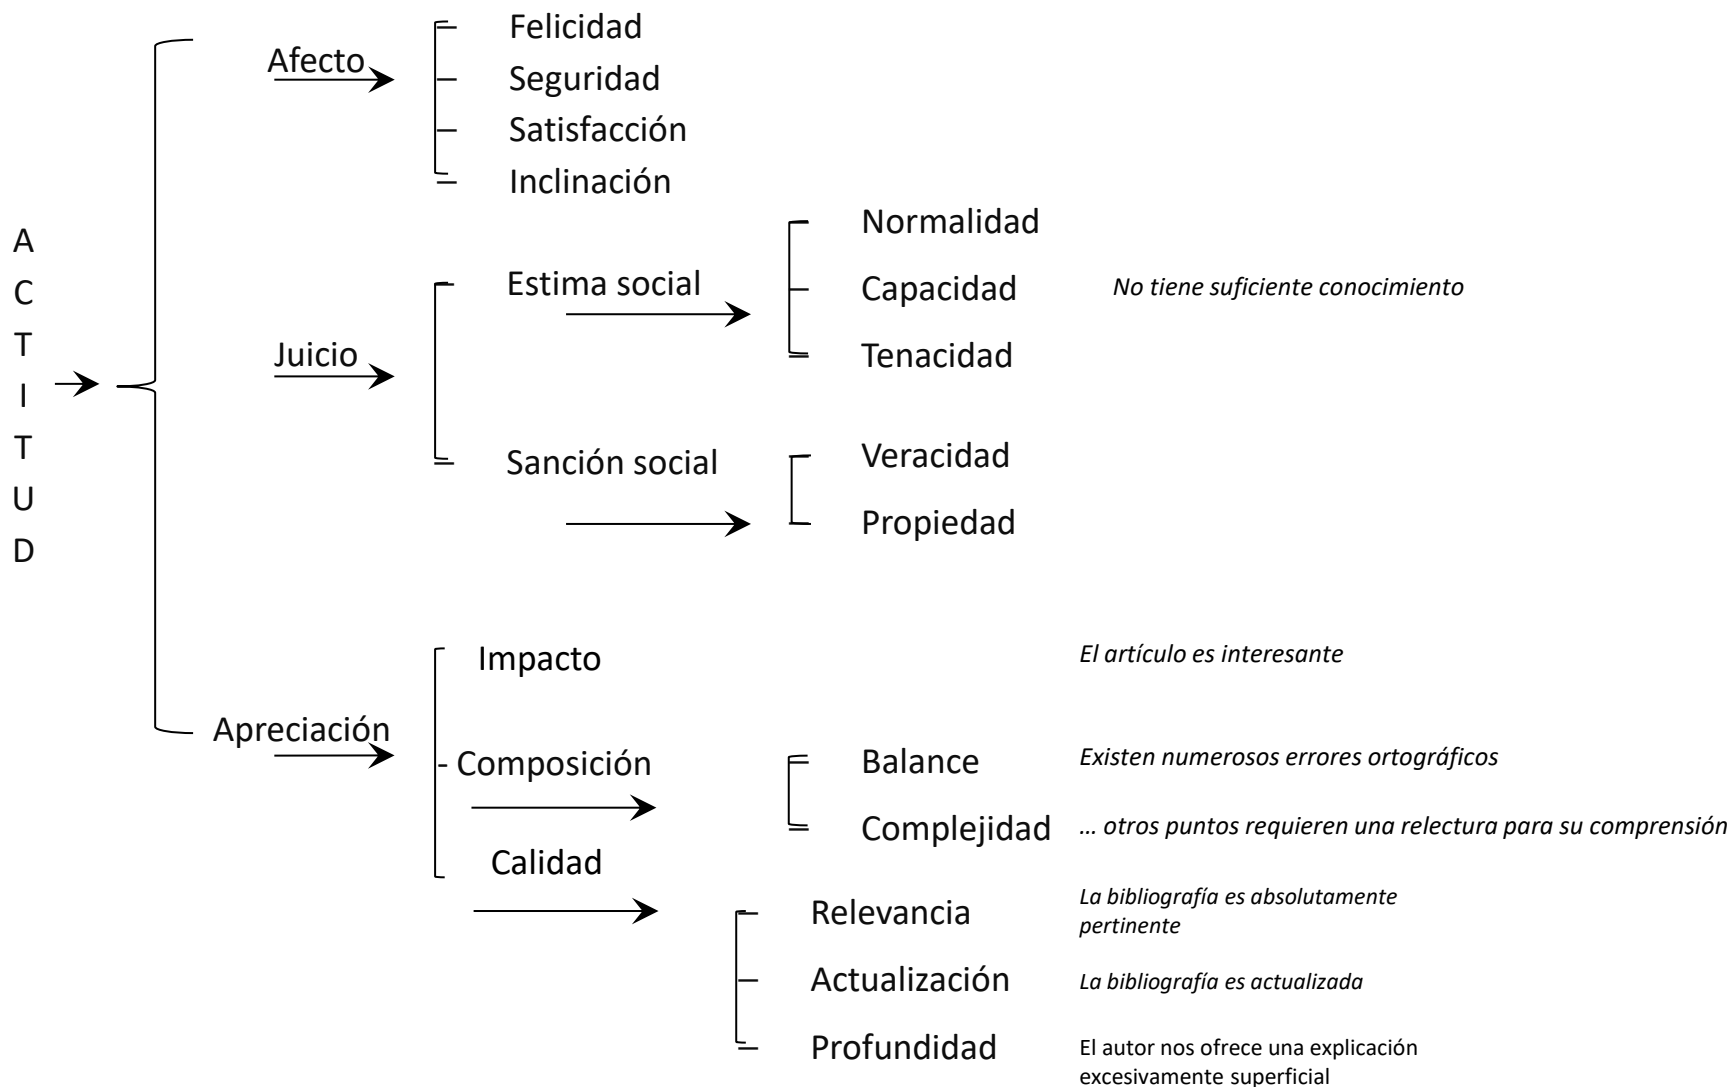 A
C
T
I
T
U
D
Afecto
Felicidad
Seguridad
Satisfacción
Inclinación
Juicio
Estima social
Normalidad
Capacidad
No tiene suficiente conocimiento
Tenacidad
Sanción social
Veracidad
Propiedad
Apreciación
Impacto
El artículo es interesante
Composición
Balance
Existen numerosos errores ortográficos
Complejidad
... otros puntos requieren una relectura para su comprensión
Calidad
Relevancia
La bibliografía es absolutamente
pertinente
Actualización
La bibliografía es actualizada
Profundidad
El autor nos ofrece una explicación
excesivamente superficial